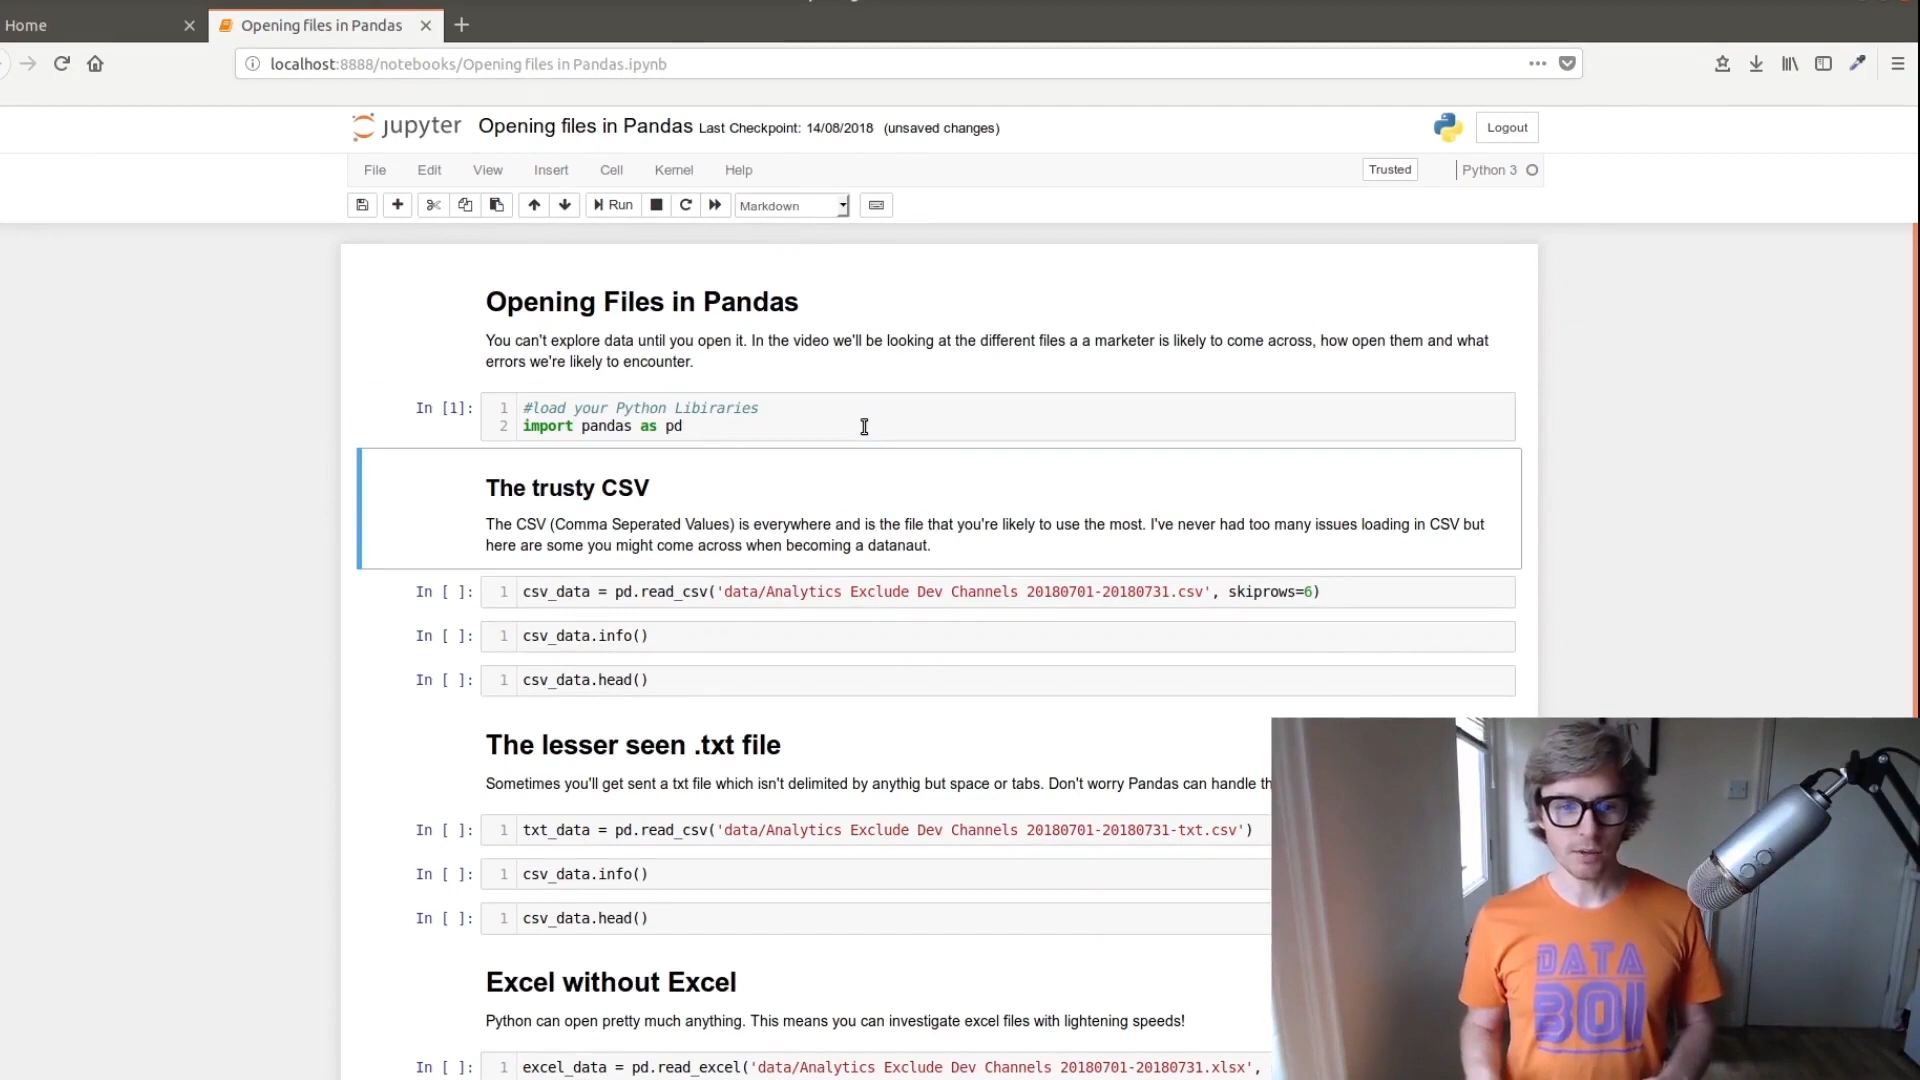 Home
Opening files in Pandas
localhost:8888/notebooks/Opening files in Pandas.ipynb
jupyter Opening files in Pandas Last Checkpoint: 14/08/2018 (unsaved changes)
Logout
File Edit View Insert Cell Kernel Help
Trusted
Python 3
Run
Markdown
Opening Files in Pandas
You can't explore data until you open it. In the video we'll be looking at the different files a a marketer is likely to come across, how open them and what
errors we're likely to encounter.
In [1]:
1 #load your Python Libiraries
2 import pandas as pd
The trusty CSV
The CSV (Comma Seperated Values) is everywhere and is the file that you're likely to use the most. I've never had too many issues loading in CSV but
here are some you might come across when becoming a datanaut.
In [ ]: 1 csv_data = pd.read_csv('data/Analytics Exclude Dev Channels 20180701-20180731.csv', skiprows=6)
In [ ]: 1 csv_data.info()
In [ ]: 1 csv_data.head()
The lesser seen .txt file
Sometimes you'll get sent a txt file which isn't delimited by anythig but space or tabs. Don't worry Pandas can handle th
In [ ]: 1 txt_data = pd.read_csv('data/Analytics Exclude Dev Channels 20180701-20180731-txt.csv')
In [ ]: 1 csv_data.info()
In [ ]: 1 csv_data.head()
Excel without Excel
Python can open pretty much anything. This means you can investigate excel files with lightening speeds!
In [ ]: 1 excel_data = pd.read_excel('data/Analytics Exclude Dev Channels 20180701-20180731.xlsx',
DATA
BOII